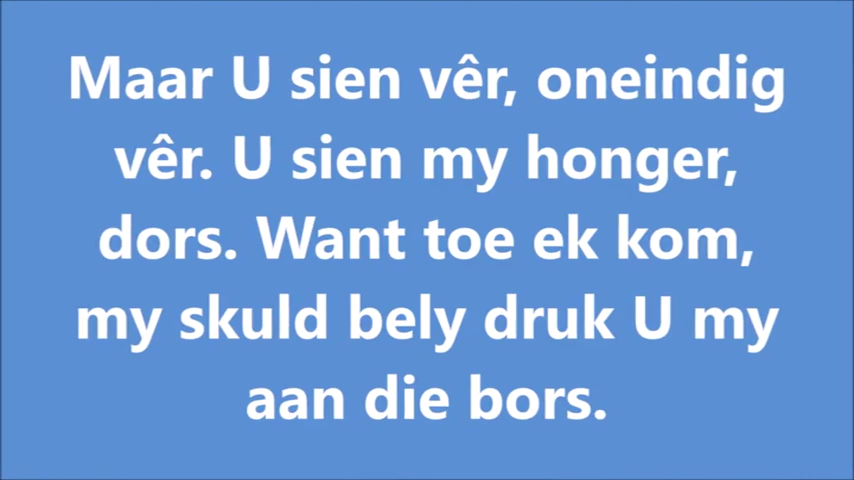 Maar U sien vêr, oneindig
vêr. U sien my honger,
dors. Want toe ek kom,
my skuld bely druk U my
aan die bors.